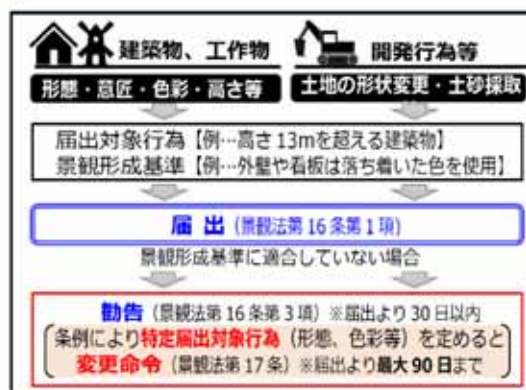 建築物、工作物
形態・意匠・色彩・高さ等
開発行為等
土地の形状変更・土砂採取
届出対象行為【例…高さ13mを超える建築物】
景観形成基準【例…外壁や看板は落ち着いた色を使用】
届 出(景観法第16条第1項)
景観形成基準に適合していない場合
勧告(景観法第16条第3項)※届出より30日以内
条例により特定届出対象行為(形態、色彩等)を定めると
変更命令(景観法第17条)※届出より最大90日まで